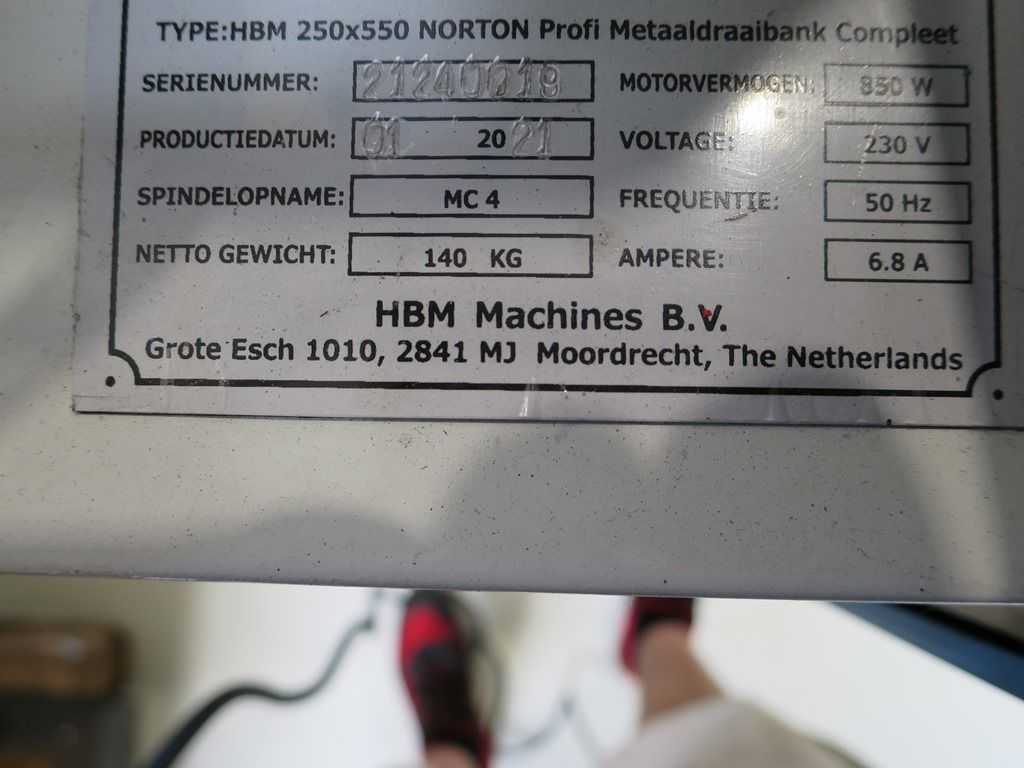 TYPE:HBM 250x550 NORTON Profi Metaaldraaibank Compleet
SERIENUMMER: 21240019 MOTORVERMOGEN: 850 W
PRODUCTIEDATUM: 01 2021 VOLTAGE: 230 V
SPINDELOPNAME: MC 4 FREQUENTIE: 50 Hz
NETTO GEWICHT: 140 KG AMPERE: 6.8 A
HBM Machines B.V.
Grote Esch 1010, 2841 MJ Moordrecht, The Netherlands